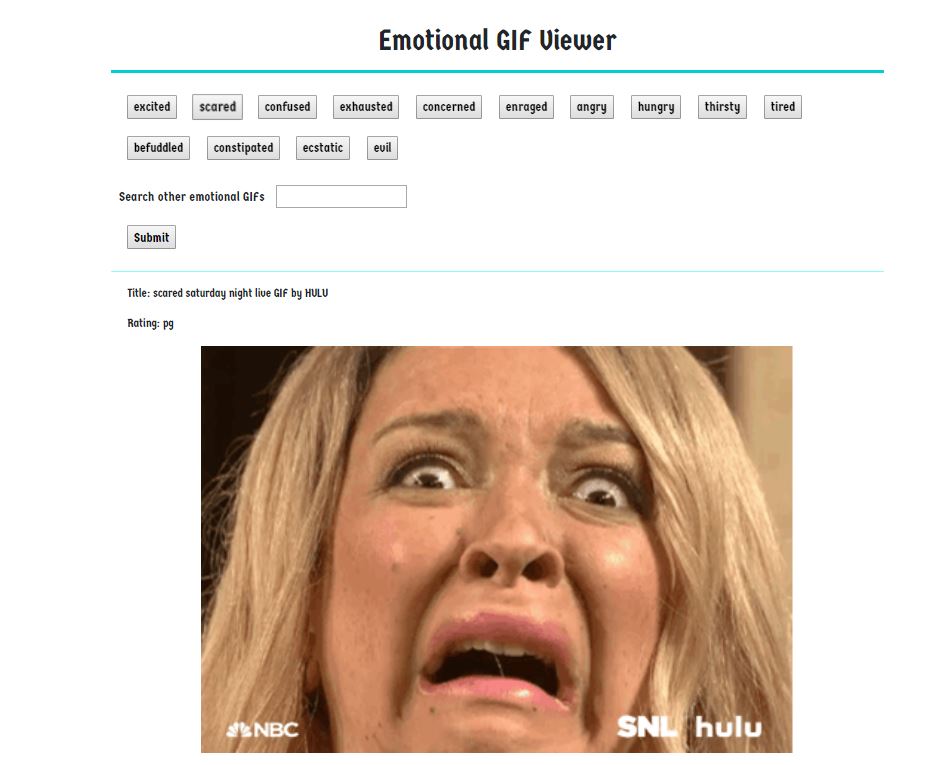 Emotional GIF Viewer
excited scared confused exhausted concerned enraged angry hungry thirsty tired
befuddled constipated ecstatic evil
Search other emotional GIFs
Submit
Title: scared saturday night live GIF by HULU
Rating: pg
NBC SNL hulu